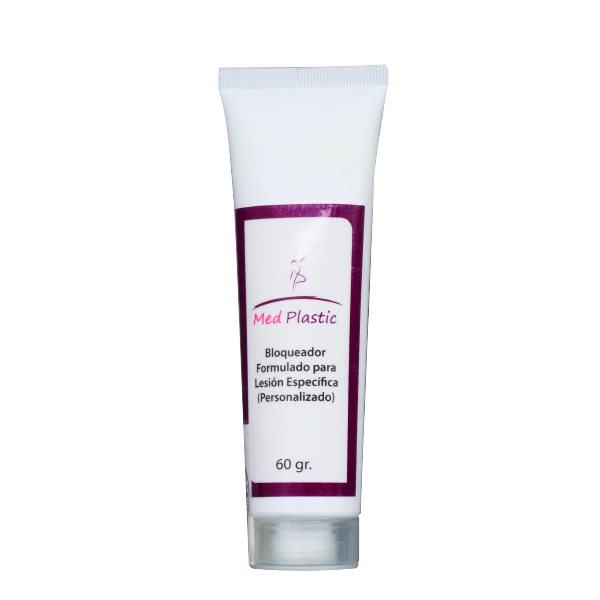 Med Plastic
Bloqueador
Formulado para
Lesión Específica
(Personalizado)
60 gr.